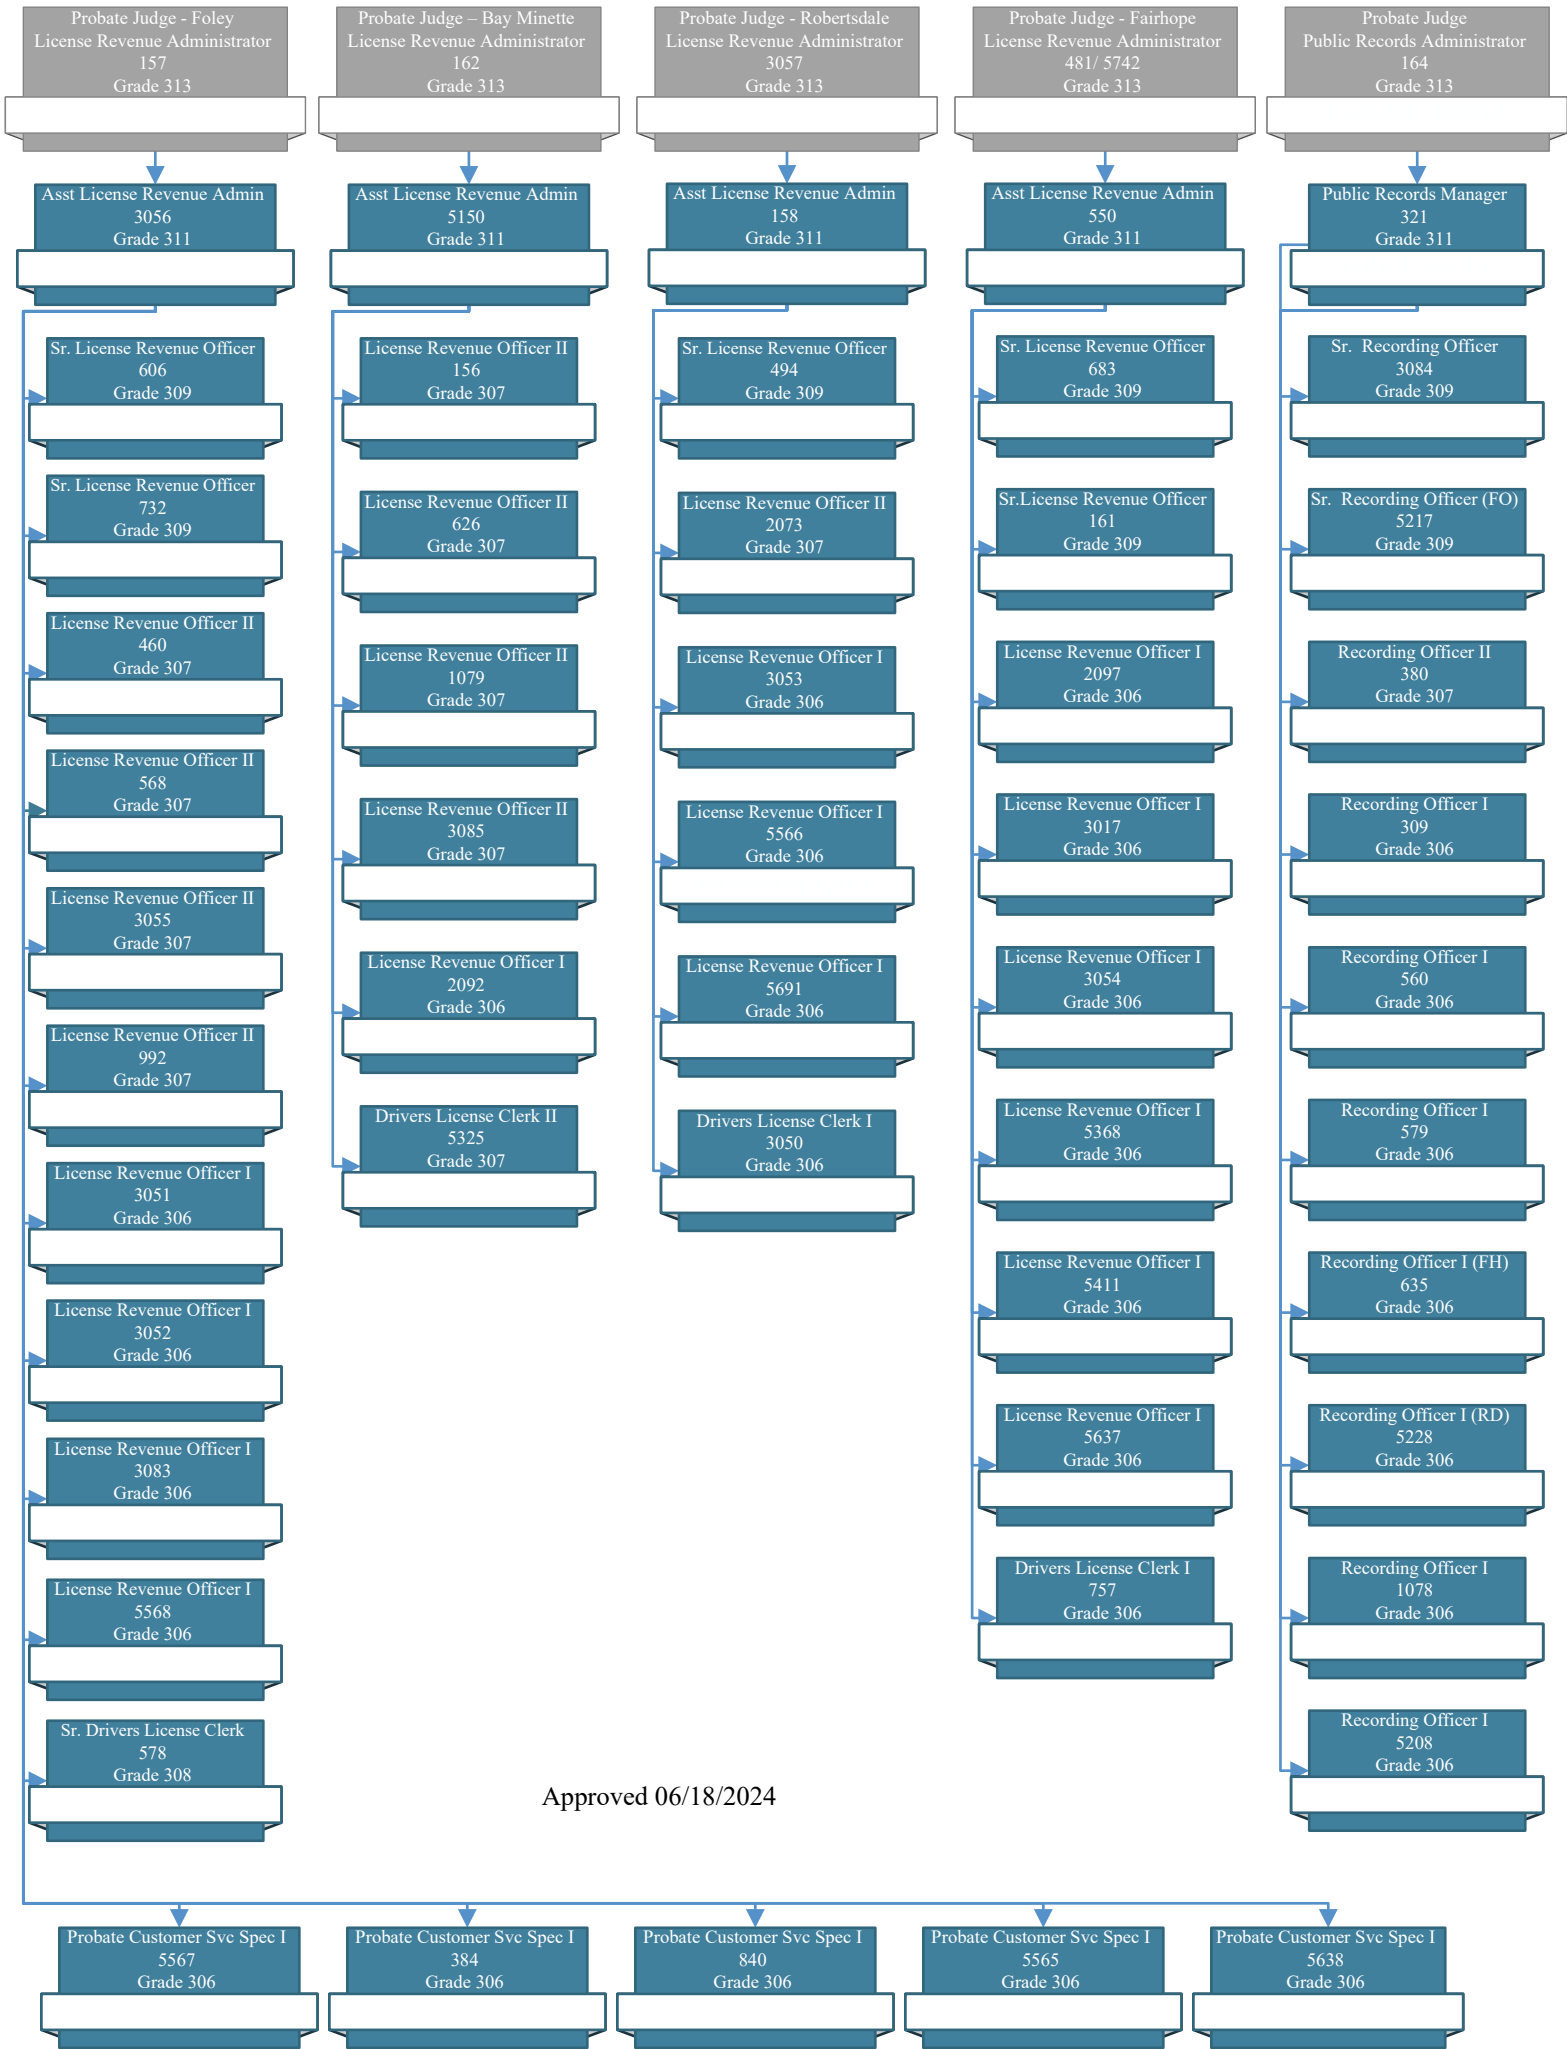 Probate Judge - Foley
License Revenue Administrator
157
Grade 313
Asst License Revenue Admin
3056
Grade 311
Sr. License Revenue Officer
606
Grade 309
Sr. License Revenue Officer
732
Grade 309
License Revenue Officer II
460
Grade 307
License Revenue Officer II
568
Grade 307
License Revenue Officer II
3055
Grade 307
License Revenue Officer II
992
Grade 307
License Revenue Officer I
3051
Grade 306
License Revenue Officer I
3052
Grade 306
License Revenue Officer I
3083
Grade 306
License Revenue Officer I
5568
Grade 306
Sr. Drivers License Clerk
578
Grade 308
Probate Judge – Bay Minette
License Revenue Administrator
162
Grade 313
Asst License Revenue Admin
5150
Grade 311
License Revenue Officer II
156
Grade 307
License Revenue Officer II
626
Grade 307
License Revenue Officer II
1079
Grade 307
License Revenue Officer II
3085
Grade 307
License Revenue Officer I
2092
Grade 306
Drivers License Clerk II
5325
Grade 307
Probate Judge - Robertsdale
License Revenue Administrator
3057
Grade 313
Asst License Revenue Admin
158
Grade 311
Sr. License Revenue Officer
494
Grade 309
License Revenue Officer II
2073
Grade 307
License Revenue Officer I
3053
Grade 306
License Revenue Officer I
5566
Grade 306
License Revenue Officer I
5691
Grade 306
Drivers License Clerk I
3050
Grade 306
Probate Judge - Fairhope
License Revenue Administrator
481/ 5742
Grade 313
Asst License Revenue Admin
550
Grade 311
Sr. License Revenue Officer
683
Grade 309
Sr.License Revenue Officer
161
Grade 309
License Revenue Officer I
2097
Grade 306
License Revenue Officer I
3017
Grade 306
License Revenue Officer I
3054
Grade 306
License Revenue Officer I
5368
Grade 306
License Revenue Officer I
5411
Grade 306
License Revenue Officer I
5637
Grade 306
Drivers License Clerk I
757
Grade 306
Probate Judge
Public Records Administrator
164
Grade 313
Public Records Manager
321
Grade 311
Sr. Recording Officer
3084
Grade 309
Sr. Recording Officer (FO)
5217
Grade 309
Recording Officer II
380
Grade 307
Recording Officer I
309
Grade 306
Recording Officer I
560
Grade 306
Recording Officer I
579
Grade 306
Recording Officer I (FH)
635
Grade 306
Recording Officer I (RD)
5228
Grade 306
Recording Officer I
1078
Grade 306
Recording Officer I
5208
Grade 306
Approved 06/18/2024
Probate Customer Svc Spec I
5567
Grade 306
Probate Customer Svc Spec I
384
Grade 306
Probate Customer Svc Spec I
840
Grade 306
Probate Customer Svc Spec I
5565
Grade 306
Probate Customer Svc Spec I
5638
Grade 306